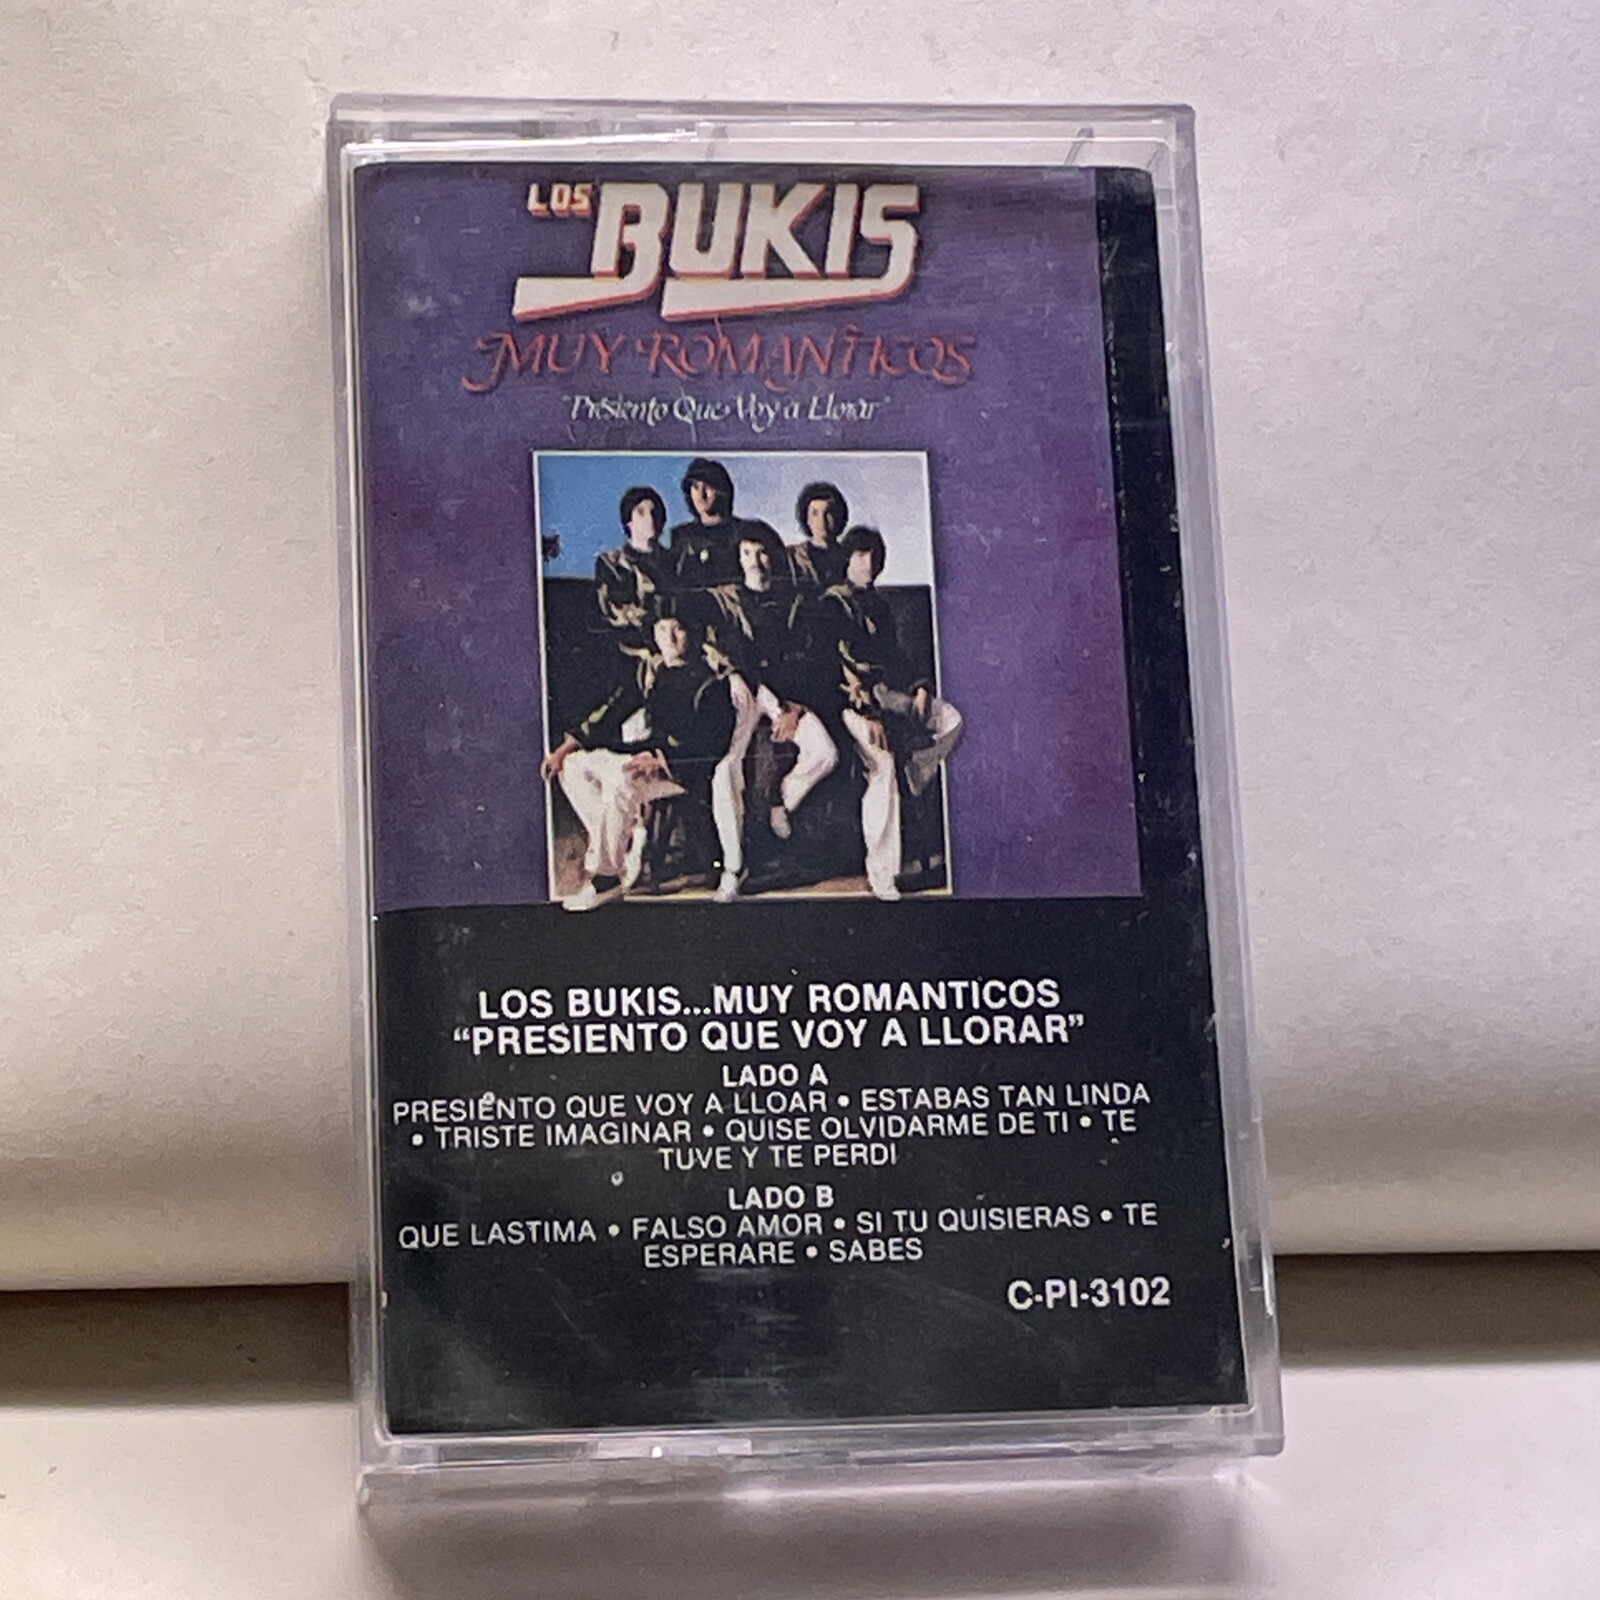 LOS BUKIS
MUY ROMANTICOS
"Presiento Que Voy a Llorar"
LOS BUKIS...MUY ROMANTICOS
“PRESIENTO QUE VOY A LLORAR”
LADO A
PRESIENTO QUE VOY A LLOAR • ESTABAS TAN LINDA
• TRISTE IMAGINAR • QUISE OLVIDARME DE TI • TE
TUVE Y TE PERDI
LADO B
QUE LASTIMA • FALSO AMOR • SI TU QUISIERAS • TE
ESPERARE • SABES
C-PI-3102